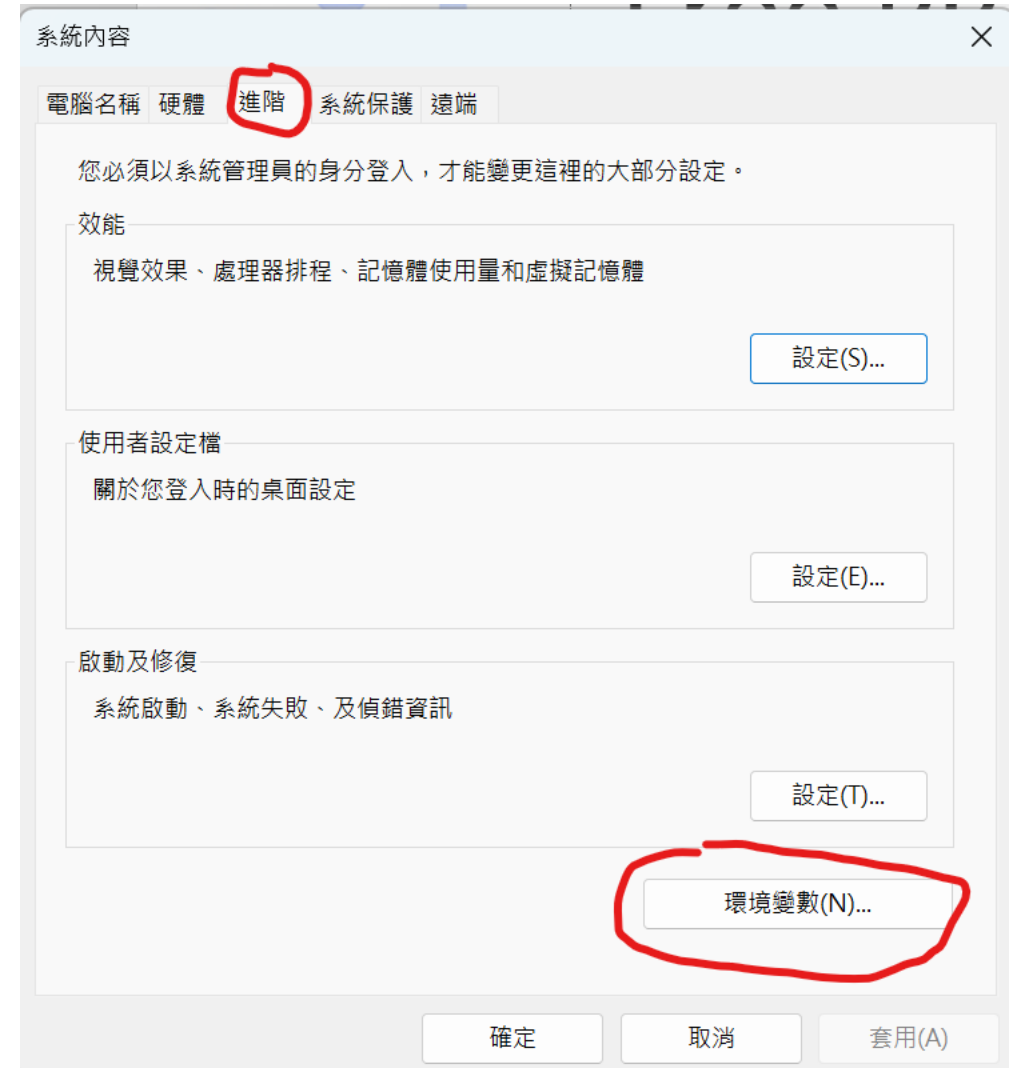 系統內容
電腦名稱 硬體 進階 系統保護 遠端
您必須以系統管理員的身分登入，才能變更這裡的大部分設定。
效能
視覺效果、處理器排程、記憶體使用量和虛擬記憶體
設定(S)...
使用者設定檔
關於您登入時的桌面設定
設定(E)...
啟動及修復
系統啟動、系統失敗、及偵錯資訊
設定(T)...
環境變數(N)...
確定 取消 套用(A)